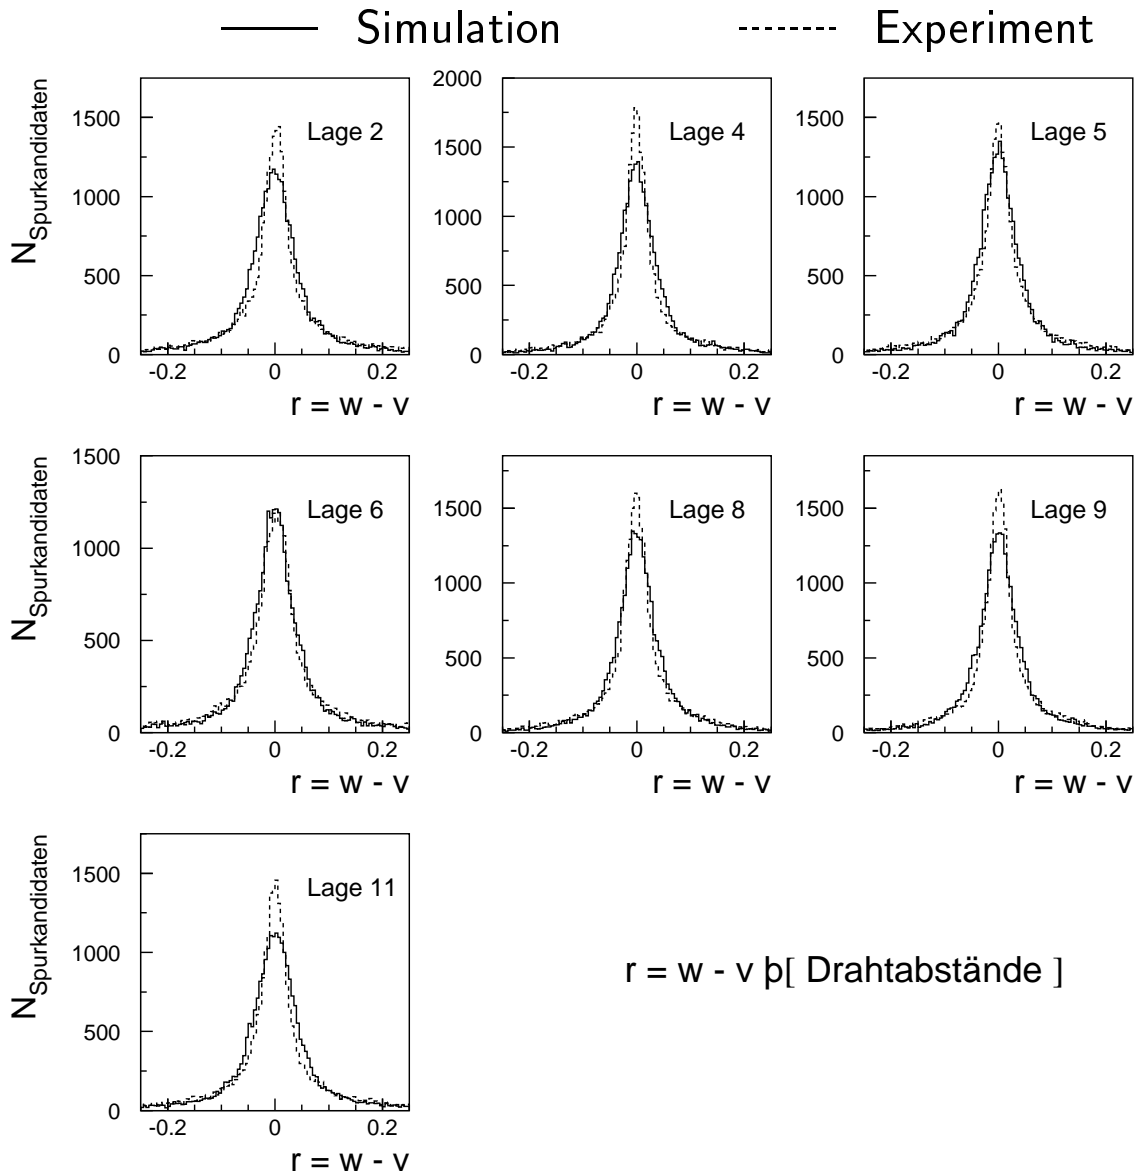 Simulation Experiment
2000
1500 1500
1500
1000 1000
1000
500 500
500
0 0 0
Lage 2 Lage 4 Lage 5
N_Spurkandidaten
-0.2 0 0.2 -0.2 0 0.2 -0.2 0 0.2
r = w - v r = w - v r = w - v
1500
1500 1500
1000
1000 1000
500
500 500
0 0 0
Lage 6 Lage 8 Lage 9
N_Spurkandidaten
-0.2 0 0.2 -0.2 0 0.2 -0.2 0 0.2
r = w - v r = w - v r = w - v
1500
1000
500
0
Lage 11
N_Spurkandidaten
-0.2 0 0.2
r = w - v
r = w - v þ[ Drahtabstände ]